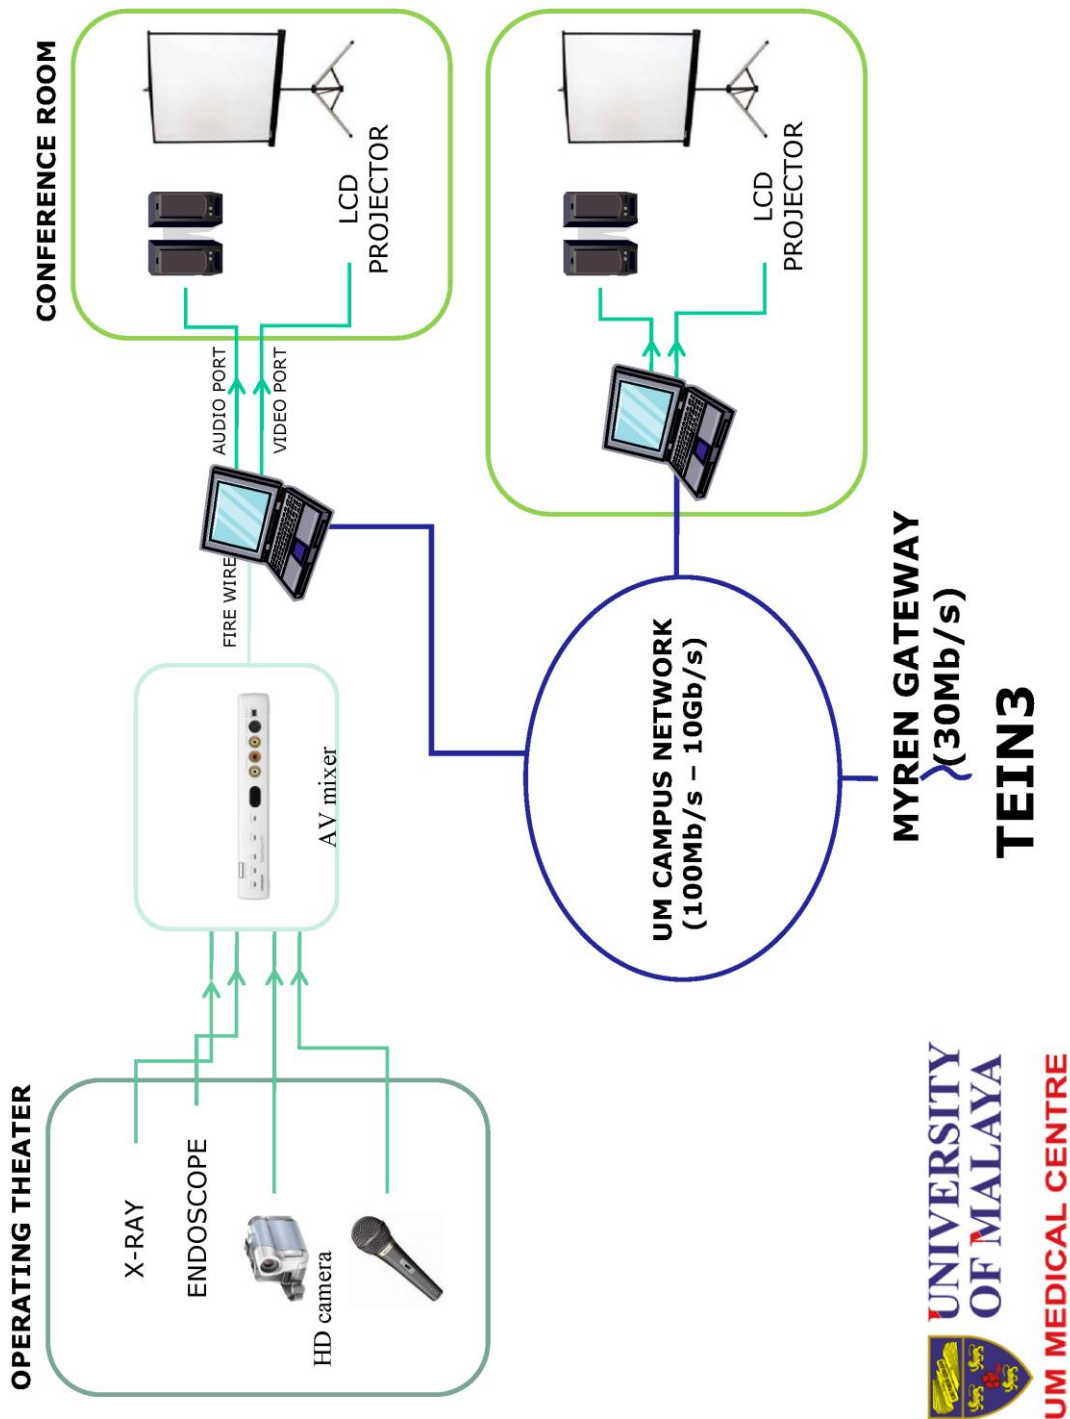 OPERATING THEATER
X-RAY
ENDOSCOPE
HD camera
AV mixer
FIRE WIRE
AUDIO PORT
VIDEO PORT
CONFERENCE ROOM
LCD
PROJECTOR
LCD
PROJECTOR
UM CAMPUS NETWORK
(100Mb/s – 10Gb/s)
MYREN GATEWAY
(30Mb/s)
TEIN3
UNIVERSITY
OF MALAYA
UM MEDICAL CENTRE